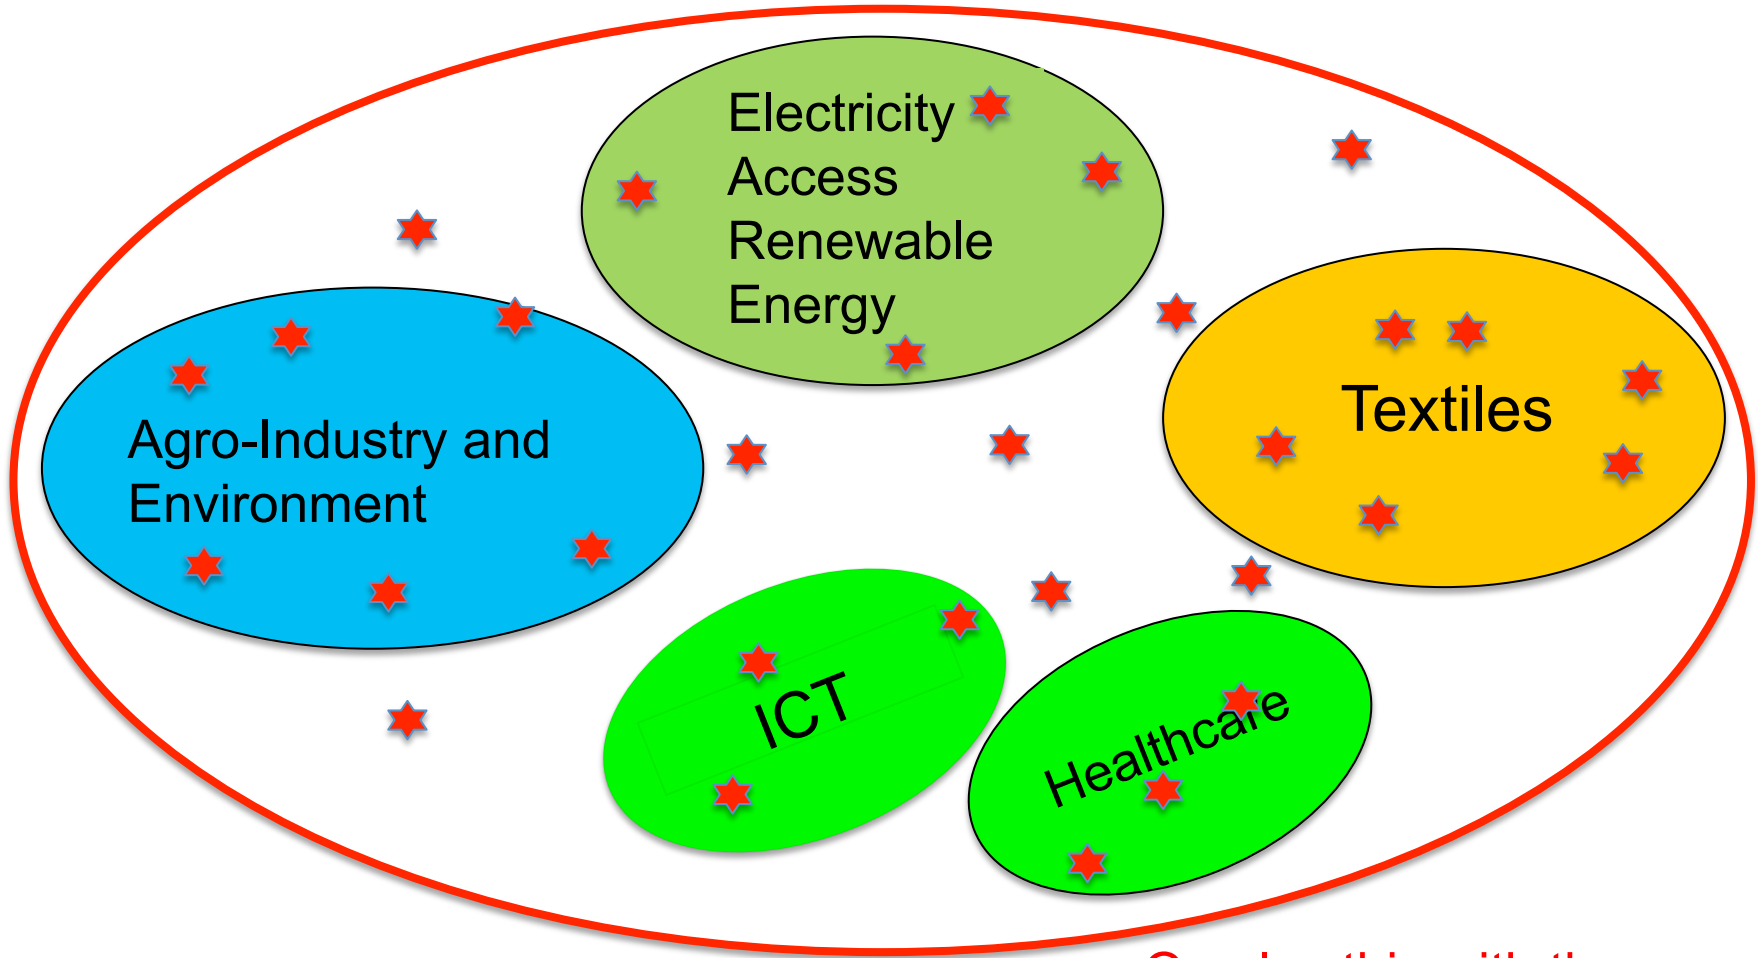 Electricity
Access
Renewable
Energy
Textiles
Agro-Industry and
Environment
ICT
Healthcare